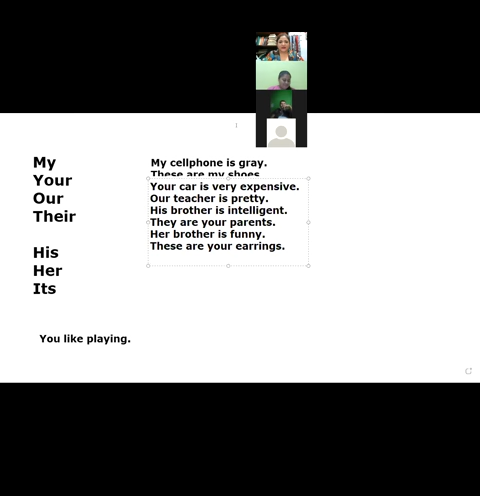 My
Your
Our
Their
His
Her
Its
My cellphone is gray.
These are my shoes
Your car is very expensive.
Our teacher is pretty.
His brother is intelligent.
They are your parents.
Her brother is funny.
These are your earrings.
You like playing.